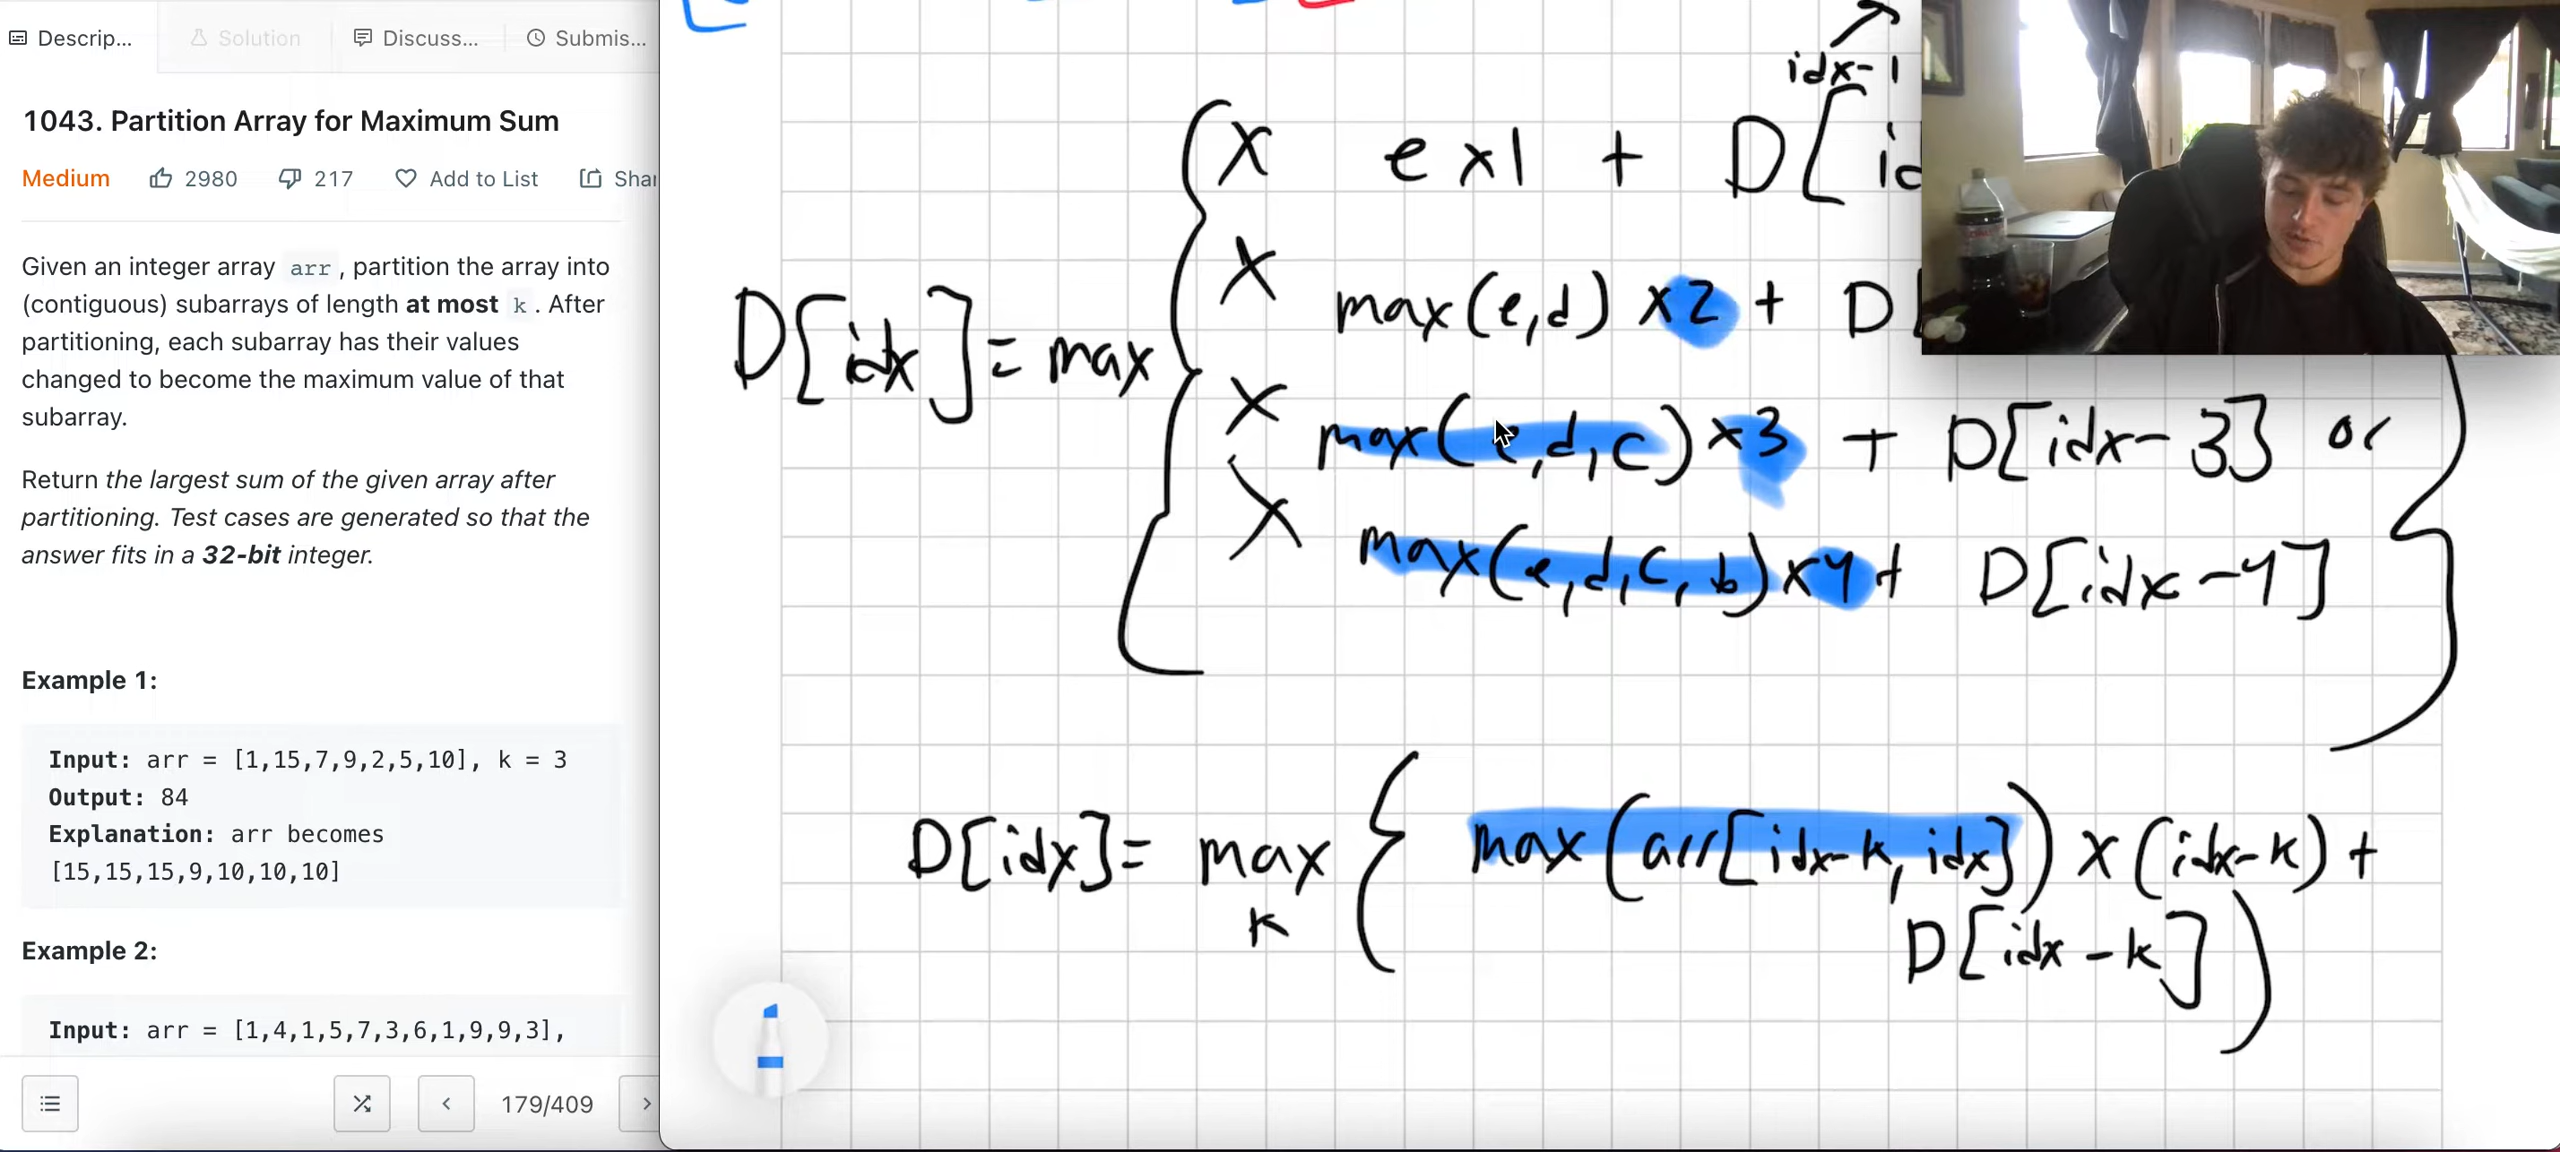 Descrip...
Solution
Discuss...
Submis...
1043. Partition Array for Maximum Sum
Medium 2980 217 Add to List Shar
Given an integer array arr , partition the array into
(contiguous) subarrays of length at most k . After
partitioning, each subarray has their values
changed to become the maximum value of that
subarray.
Return the largest sum of the given array after
partitioning. Test cases are generated so that the
answer fits in a 32-bit integer.
Example 1:
Input: arr = [1,15,7,9,2,5,10], k = 3
Output: 84
Explanation: arr becomes
[15,15,15,9,10,10,10]
Example 2:
Input: arr = [1,4,1,5,7,3,6,1,9,9,3],
179/409
idx-1
X e x1 + D[
X max(e,d) x2 + D[
D[idx] = max
X max(e,d,c) x3 + D[idx-3] or
X max(e,d,c,b) x4 + D[idx-4]
D[idx] = max { max(arr[idx-k, idx]) x (idx-k) +
k
D[idx-k] )